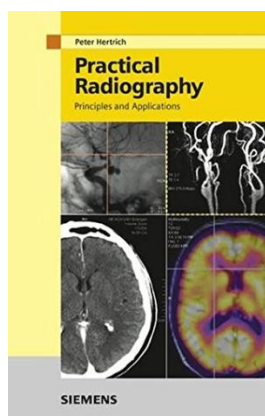 Peter Hertrich
Practical
Radiography
Principles and Applications
SIEMENS